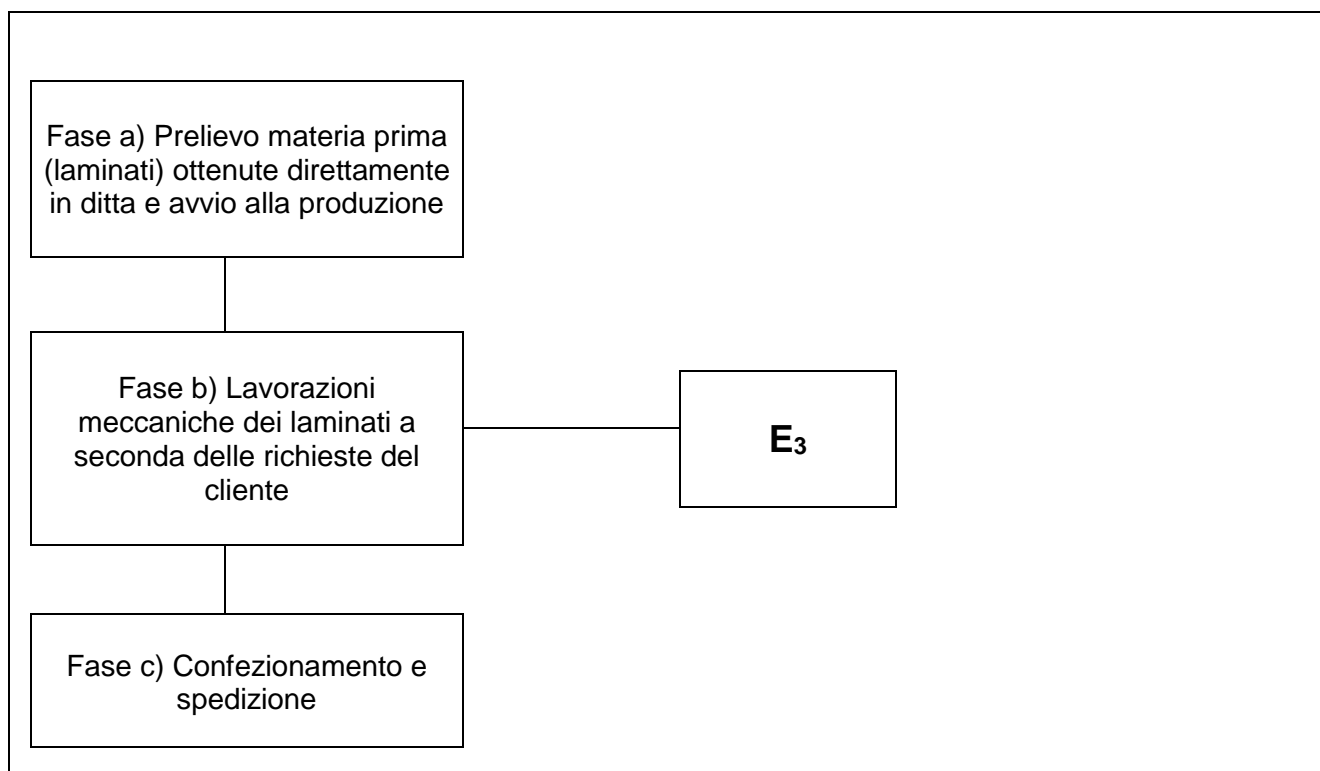 Fase a) Prelievo materia prima
(laminati) ottenute direttamente
in ditta e avvio alla produzione
Fase b) Lavorazioni
meccaniche dei laminati a
seconda delle richieste del
cliente
E₃
Fase c) Confezionamento e
spedizione